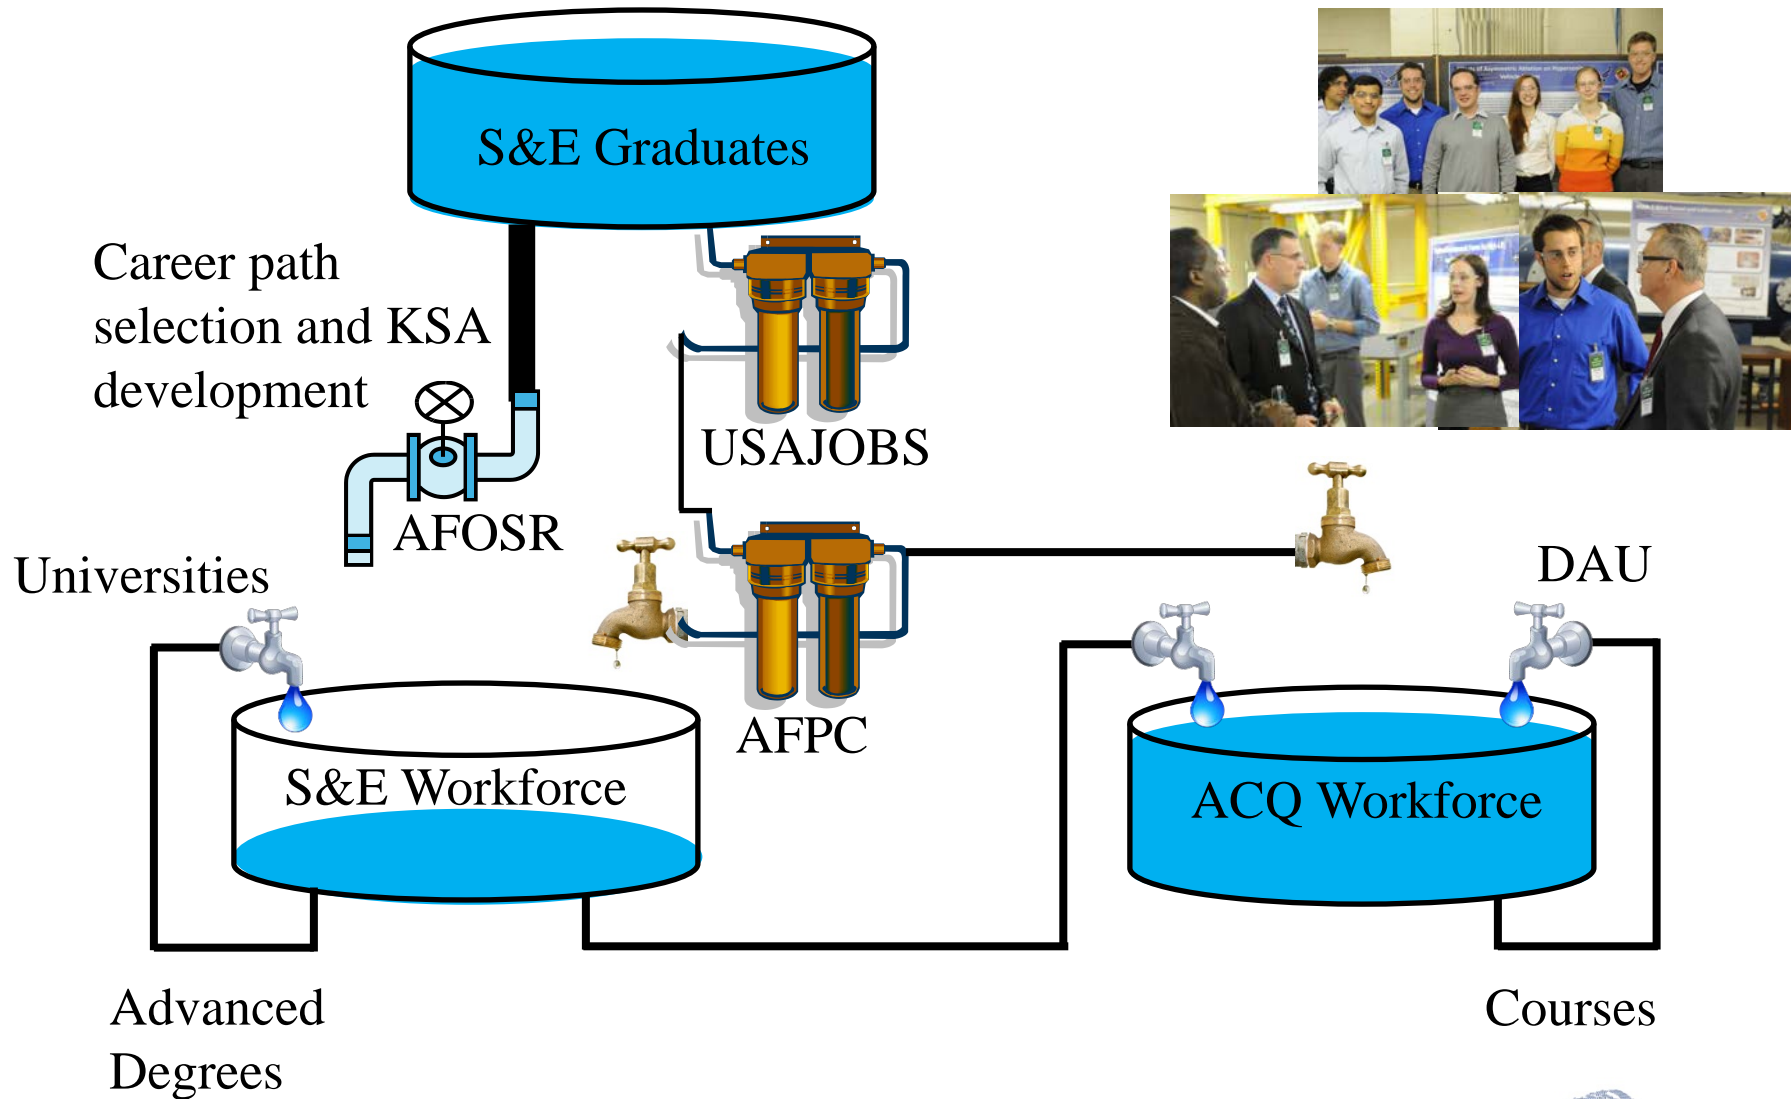 S&E Graduates
Career path
selection and KSA
development
USAJOBS
AFOSR
Universities
DAU
AFPC
S&E Workforce
ACQ Workforce
Advanced
Degrees
Courses